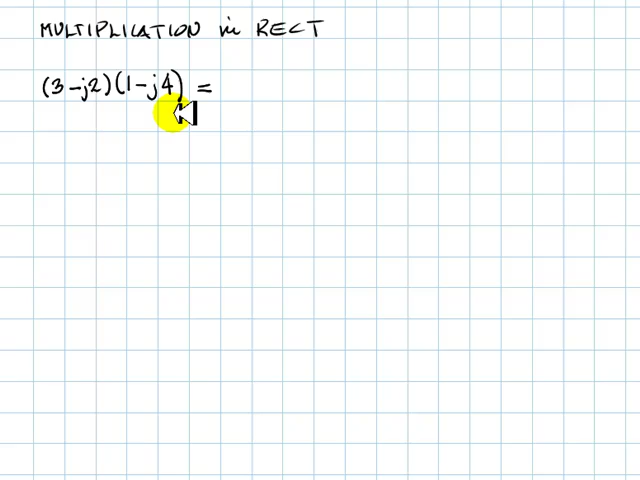 MULTIPLICATION in RECT
(3-j2)(1-j4) =